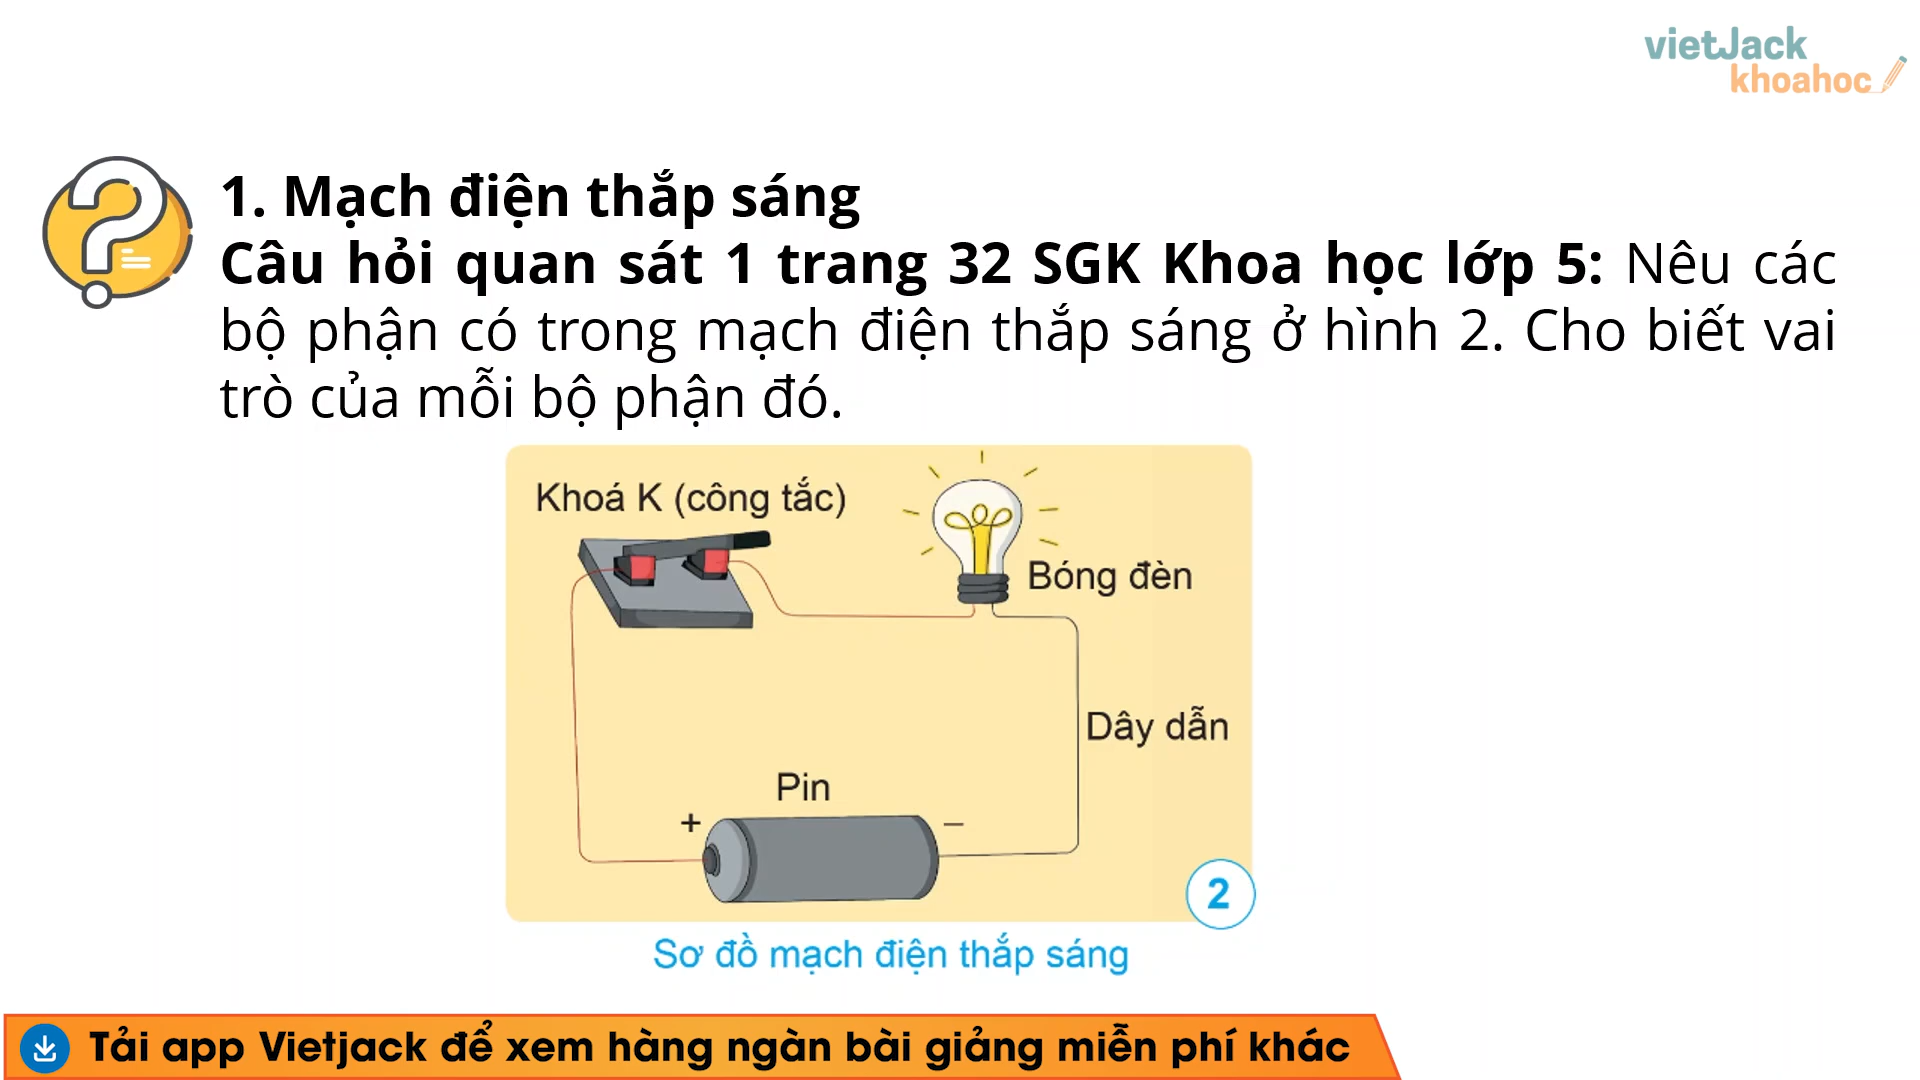 vietJack
khoahoc
1. Mạch điện thắp sáng
Câu hỏi quan sát 1 trang 32 SGK Khoa học lớp 5: Nêu các
bộ phận có trong mạch điện thắp sáng ở hình 2. Cho biết vai
trò của mỗi bộ phận đó.
Khoá K (công tắc)
Bóng đèn
Dây dẫn
Pin
+ –
2
Sơ đồ mạch điện thắp sáng
Tải app Vietjack để xem hàng ngàn bài giảng miễn phí khác